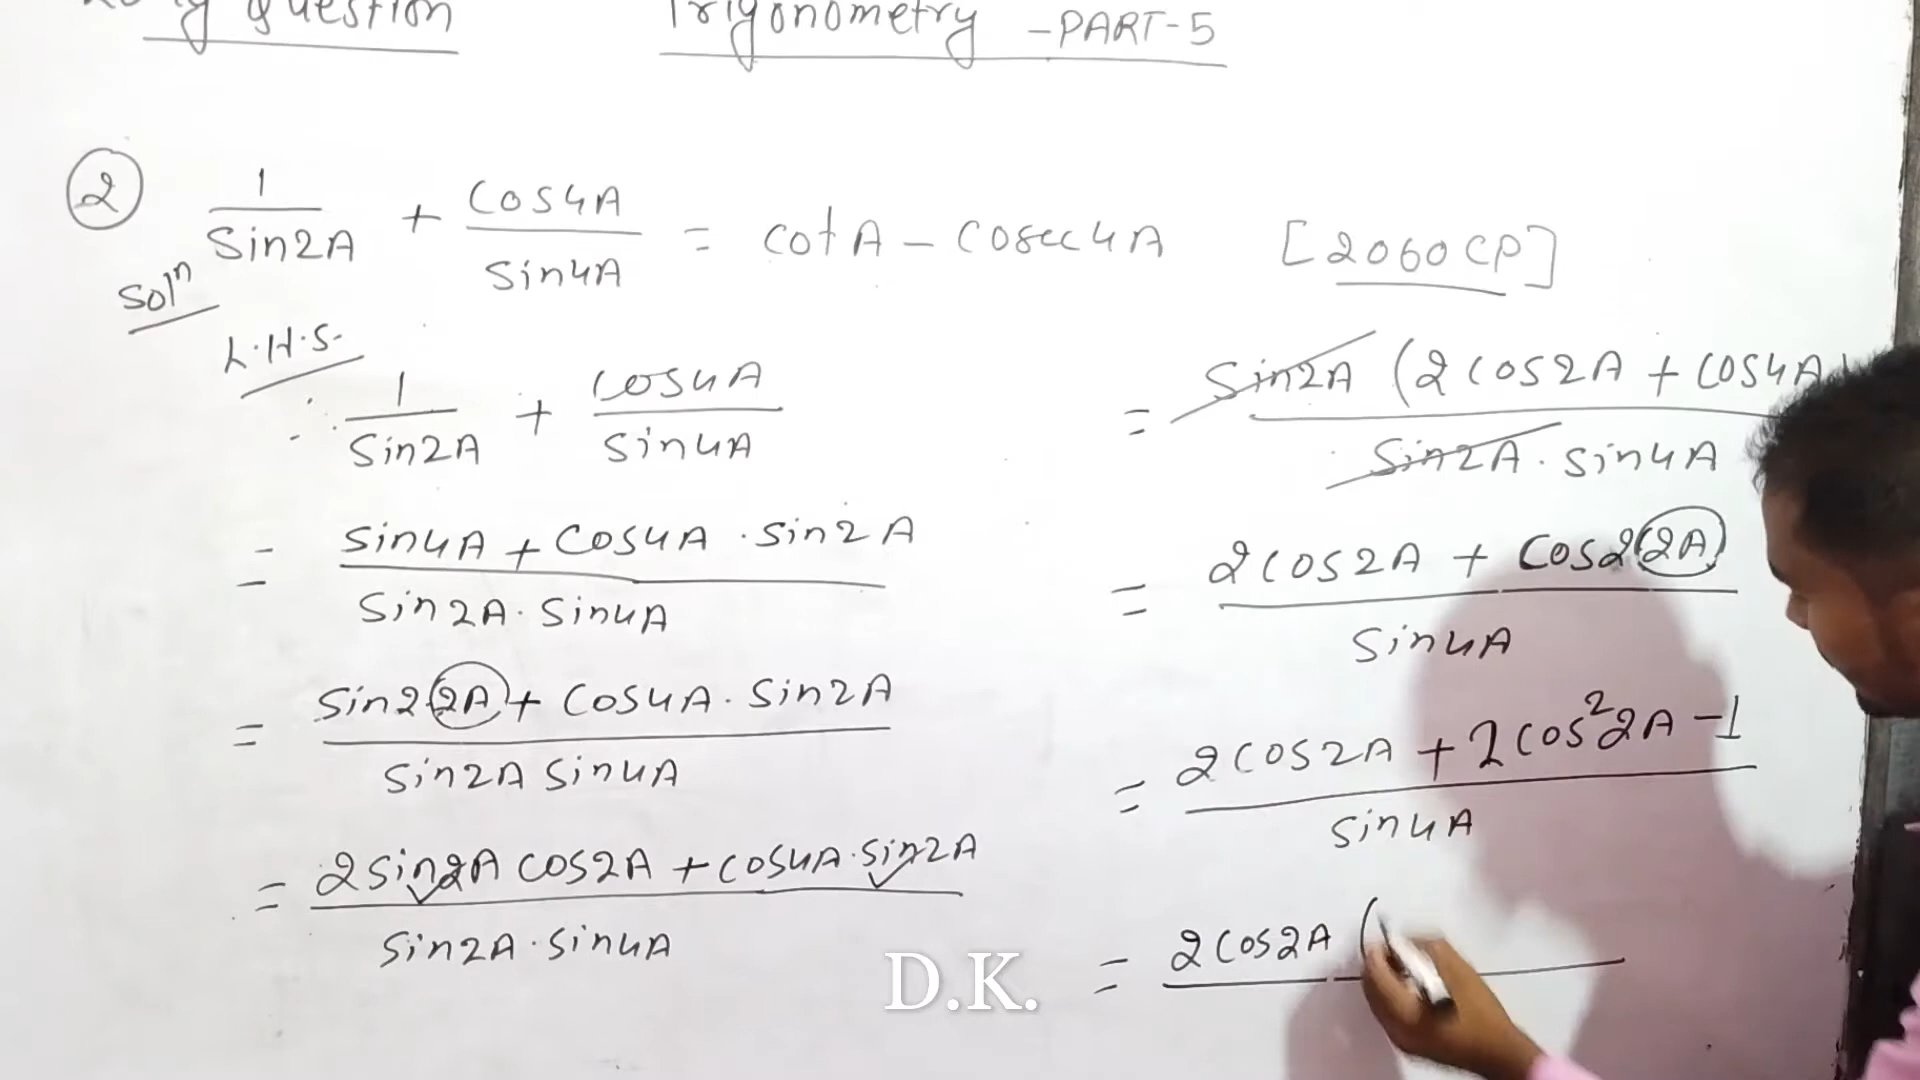 Long Question Trigonometry - PART-5
② 1/Sin2A + Cos4A/Sin4A = cotA - Cosec4A [2060 CP]
Solⁿ
L.H.S.
1/Sin2A + Cos4A/Sin4A
= Sin4A + Cos4A . Sin2A / Sin2A . Sin4A
= Sin2(2A) + Cos4A . Sin2A / Sin2A Sin4A
= 2Sin2A Cos2A + Cos4A . Sin2A / Sin2A . Sin4A
= Sin2A (2Cos2A + Cos4A) / Sin2A . Sin4A
= 2Cos2A + Cos2(2A) / Sin4A
= 2Cos2A + 2Cos²2A - 1 / Sin4A
= 2Cos2A (
D.K.